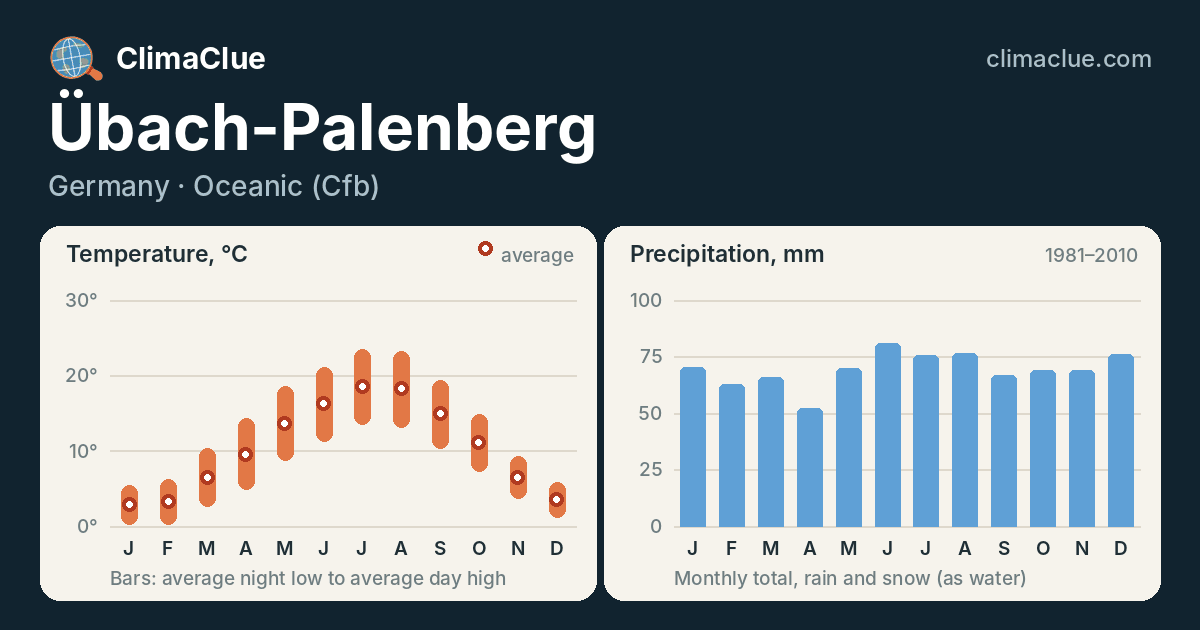 ClimaClue
climaclue.com
Übach-Palenberg
Germany · Oceanic (Cfb)
Temperature, °C
average
30°
20°
10°
0°
J F M A M J J A S O N D
Bars: average night low to average day high
Precipitation, mm
1981–2010
100
75
50
25
0
J F M A M J J A S O N D
Monthly total, rain and snow (as water)